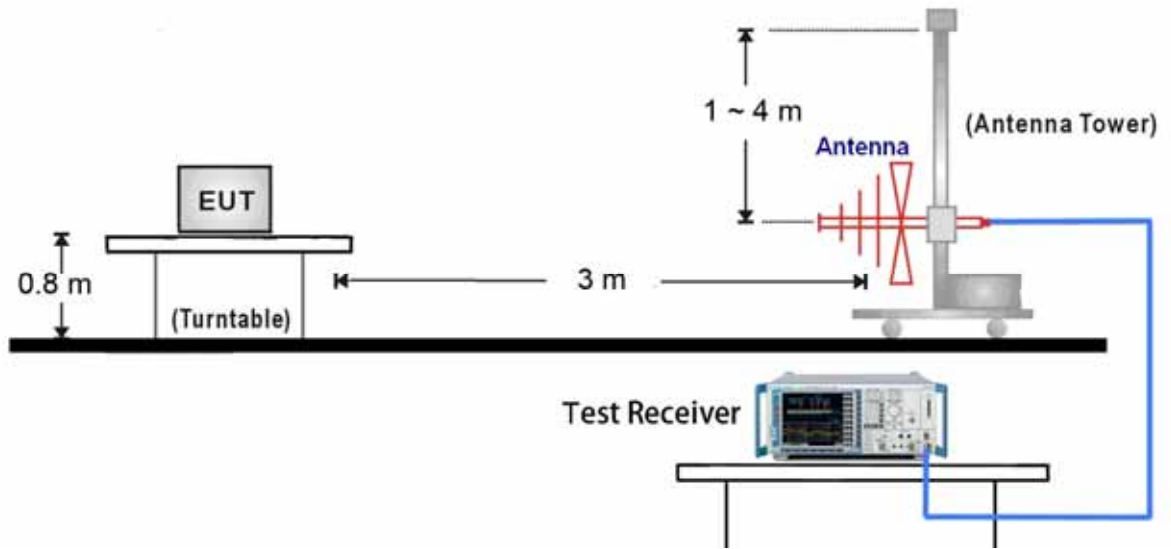 1 ~ 4 m
(Antenna Tower)
Antenna
EUT
0.8 m
3 m
(Turntable)
Test Receiver